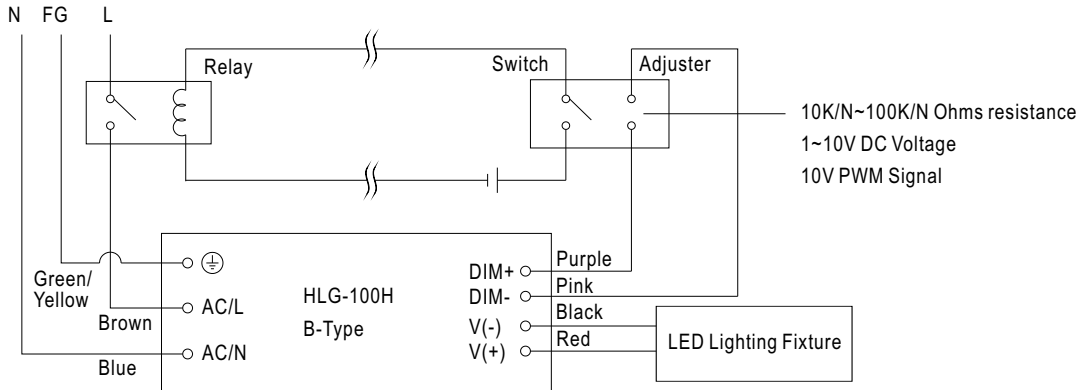 N FG L
Relay
Switch
Adjuster
10K/N~100K/N Ohms resistance
1~10V DC Voltage
10V PWM Signal
Green/
Yellow
Brown
Blue
AC/L
AC/N
HLG-100H
B-Type
DIM+
DIM-
V(-)
V(+)
Purple
Pink
Black
Red
LED Lighting Fixture